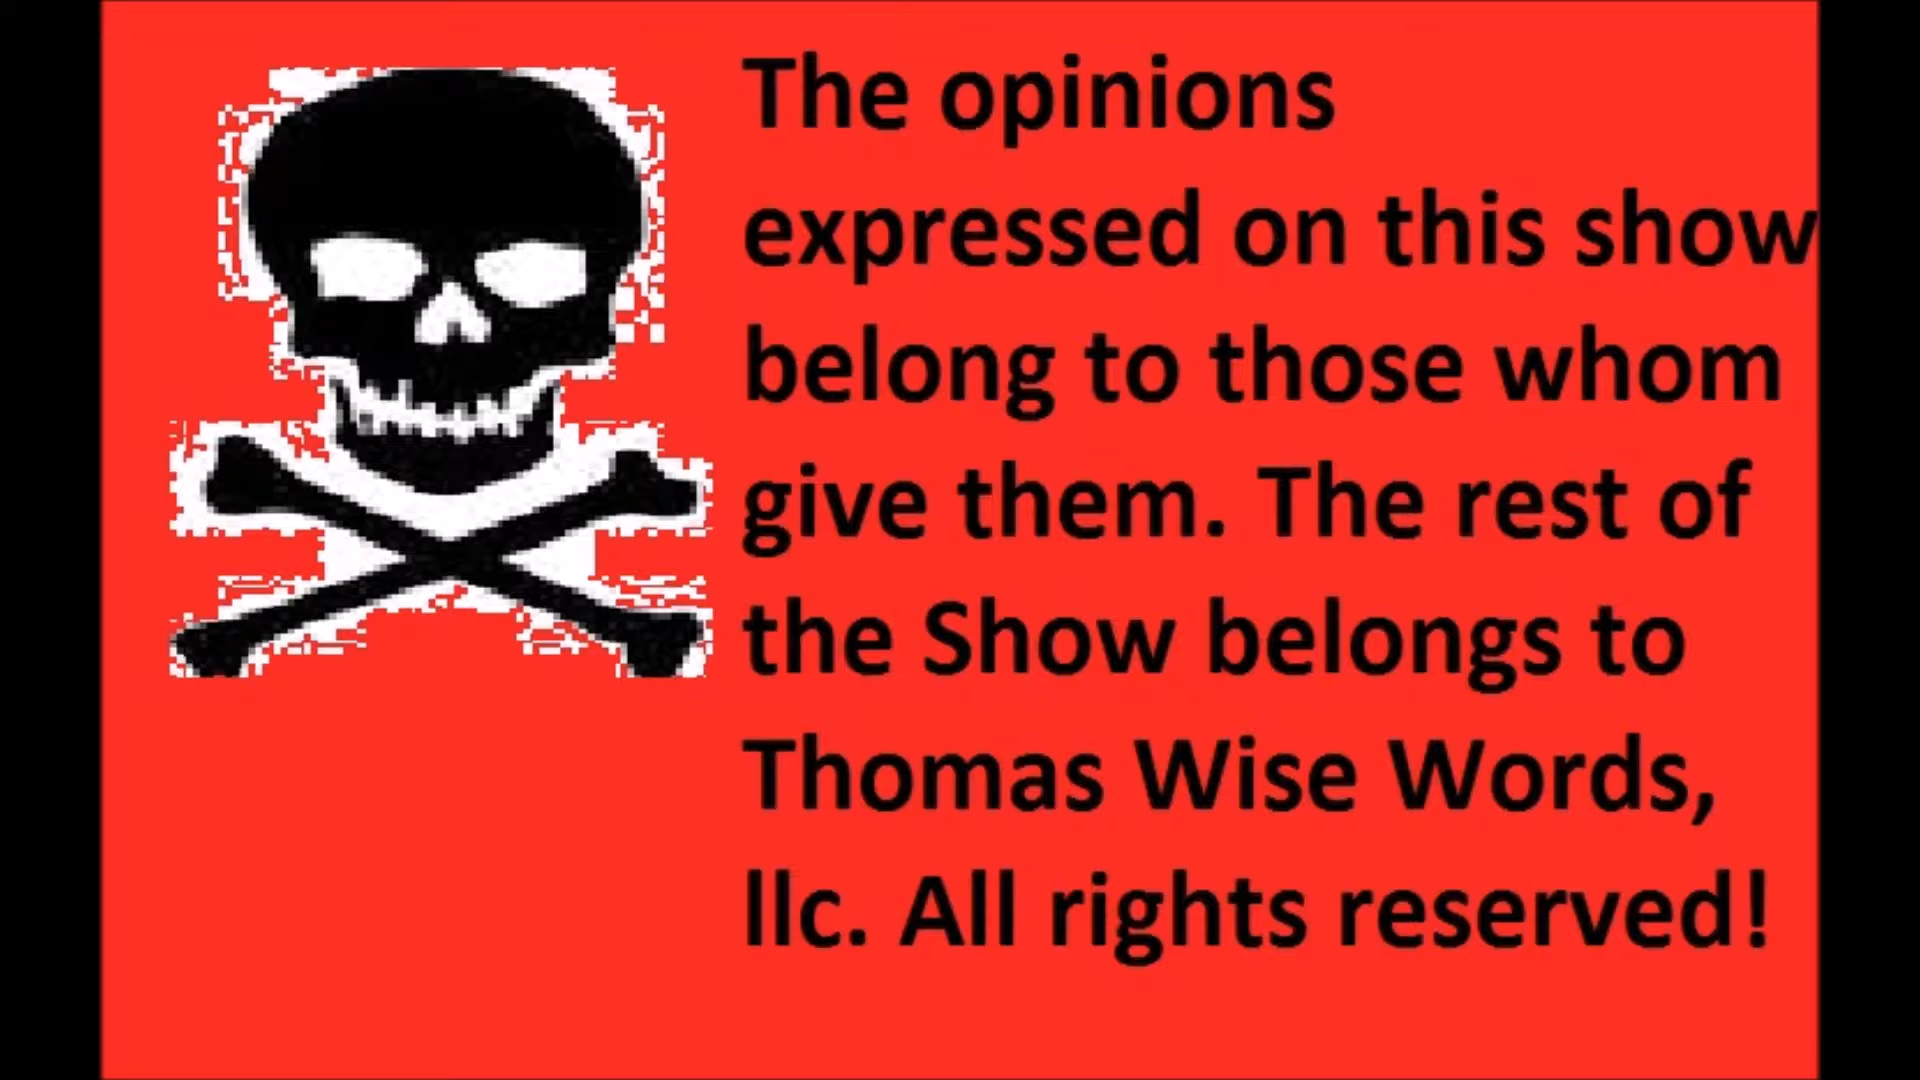 The opinions
expressed on this show
belong to those whom
give them. The rest of
the Show belongs to
Thomas Wise Words,
llc. All rights reserved!